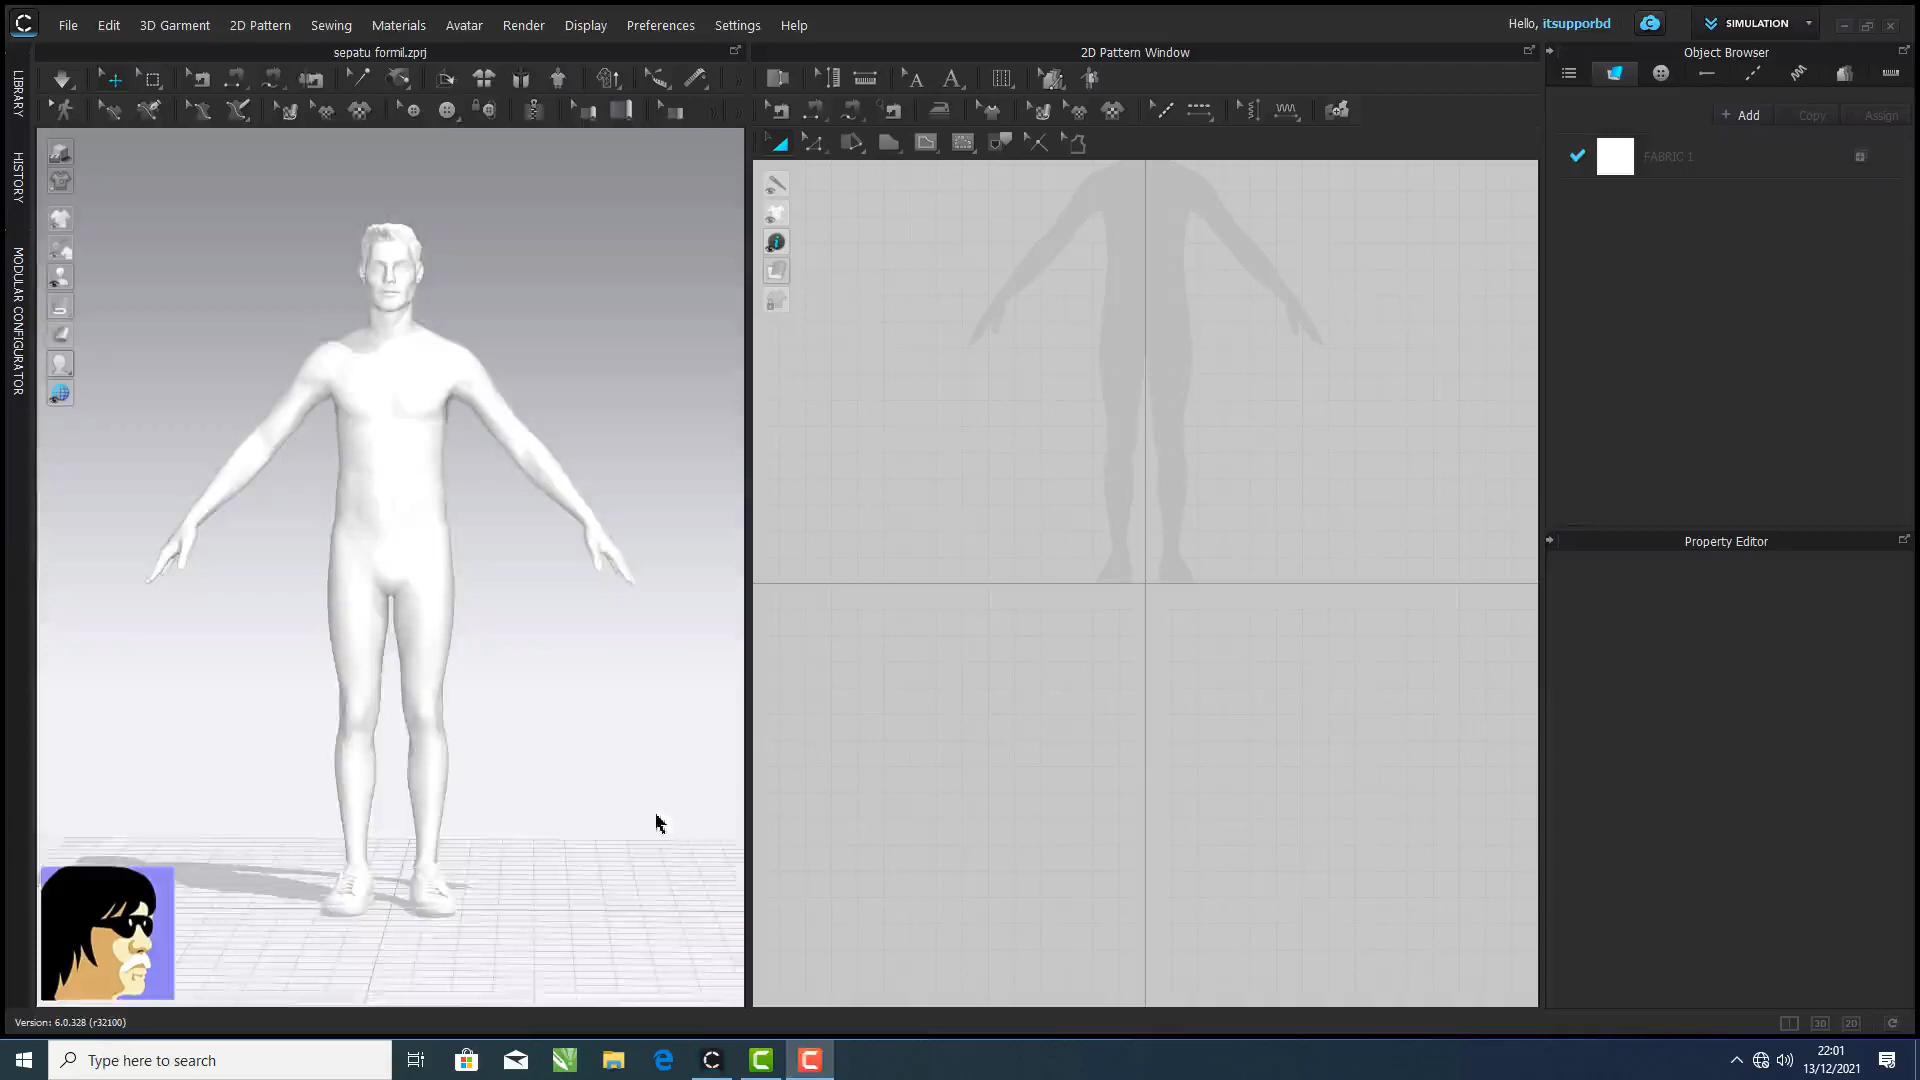 File Edit 3D Garment 2D Pattern Sewing Materials Avatar Render Display Preferences Settings Help
Hello, itsupporbd
SIMULATION
sepatu formil.zprj
2D Pattern Window
Object Browser
LIBRARY
HISTORY
MODULAR CONFIGURATOR
+ Add
Copy
Assign
FABRIC 1
Property Editor
Version: 6.0.328 (r32100)
3D
2D
Type here to search
22:01
13/12/2021